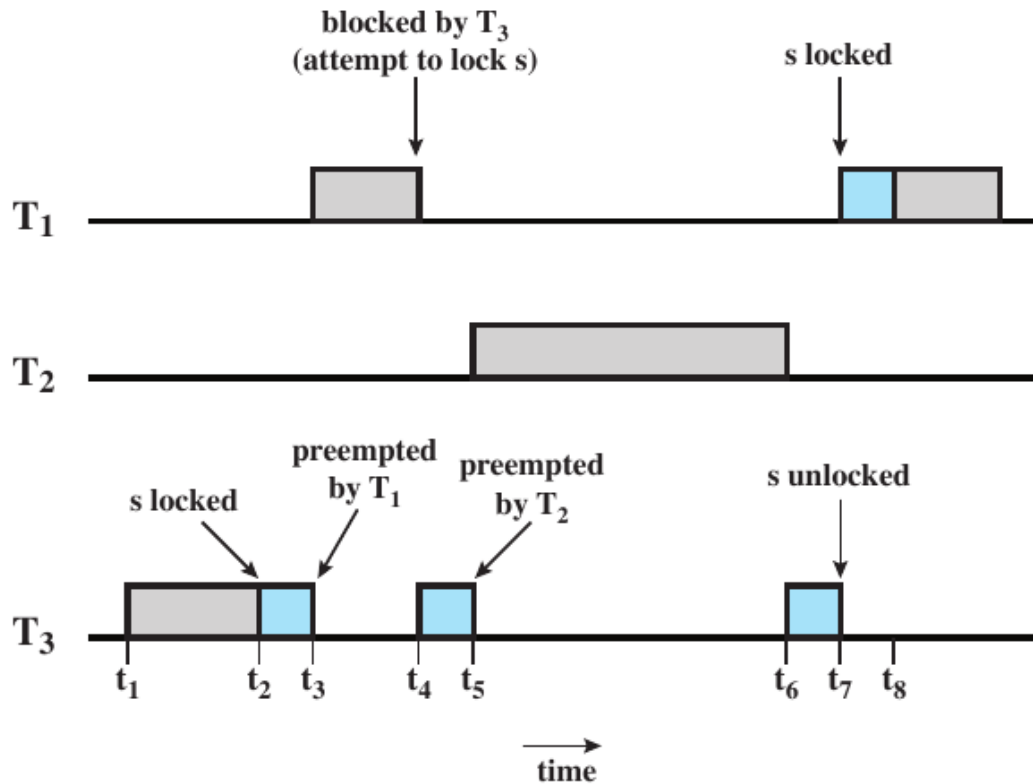 blocked by T3
(attempt to lock s)
s locked
T1
T2
s locked
preempted
by T1
preempted
by T2
s unlocked
T3
t1 t2 t3 t4 t5 t6 t7 t8
time